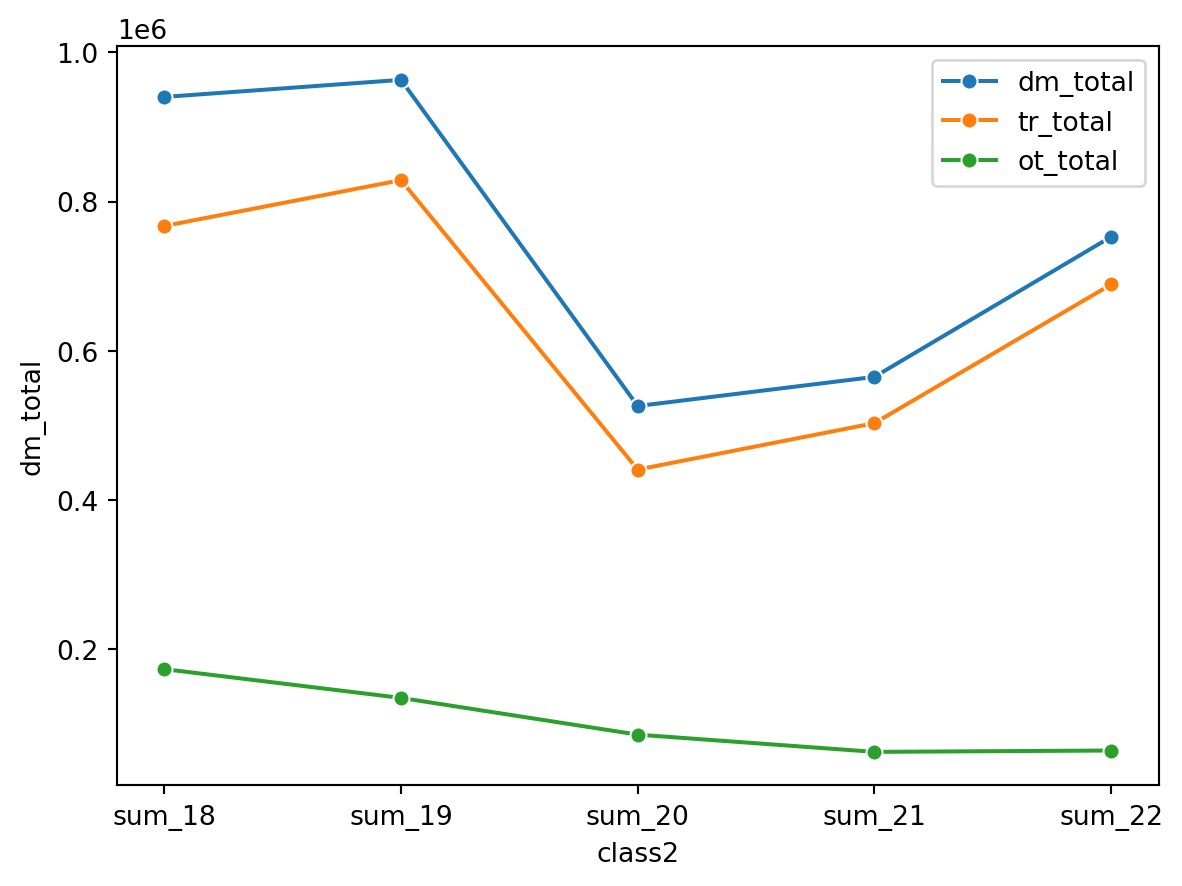 1e6
1.0
0.8
0.6
0.4
0.2
dm_total
dm_total
tr_total
ot_total
sum_18 sum_19 sum_20 sum_21 sum_22
class2